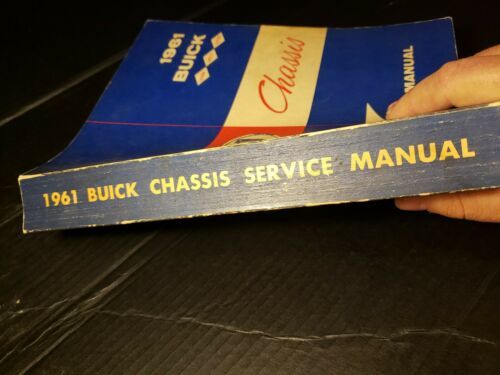 1961
BUICK
Chassis
MANUAL
1961 BUICK CHASSIS SERVICE MANUAL